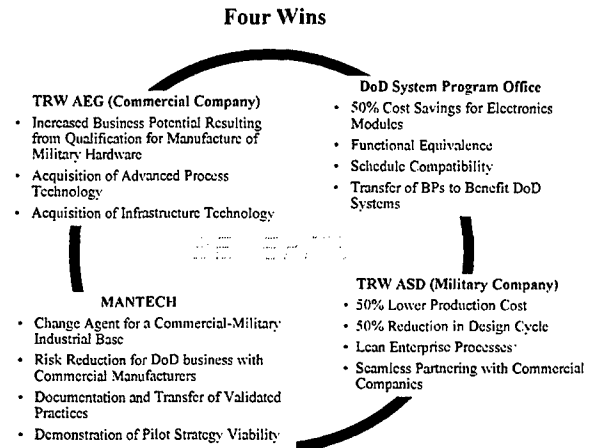 Four Wins
TRW AEG (Commercial Company)
• Increased Business Potential Resulting
from Qualification for Manufacture of
Military Hardware
• Acquisition of Advanced Process
Technology
• Acquisition of Infrastructure Technology
DoD System Program Office
• 50% Cost Savings for Electronics
Modules
• Functional Equivalence
• Schedule Compatibility
• Transfer of BPs to Benefit DoD
Systems
MANTECH
• Change Agent for a Commercial-Military
Industrial Base
• Risk Reduction for DoD business with
Commercial Manufacturers
• Documentation and Transfer of Validated
Practices
• Demonstration of Pilot Strategy Viability
TRW ASD (Military Company)
• 50% Lower Production Cost
• 50% Reduction in Design Cycle
• Lean Enterprise Processes
• Seamless Partnering with Commercial
Companies